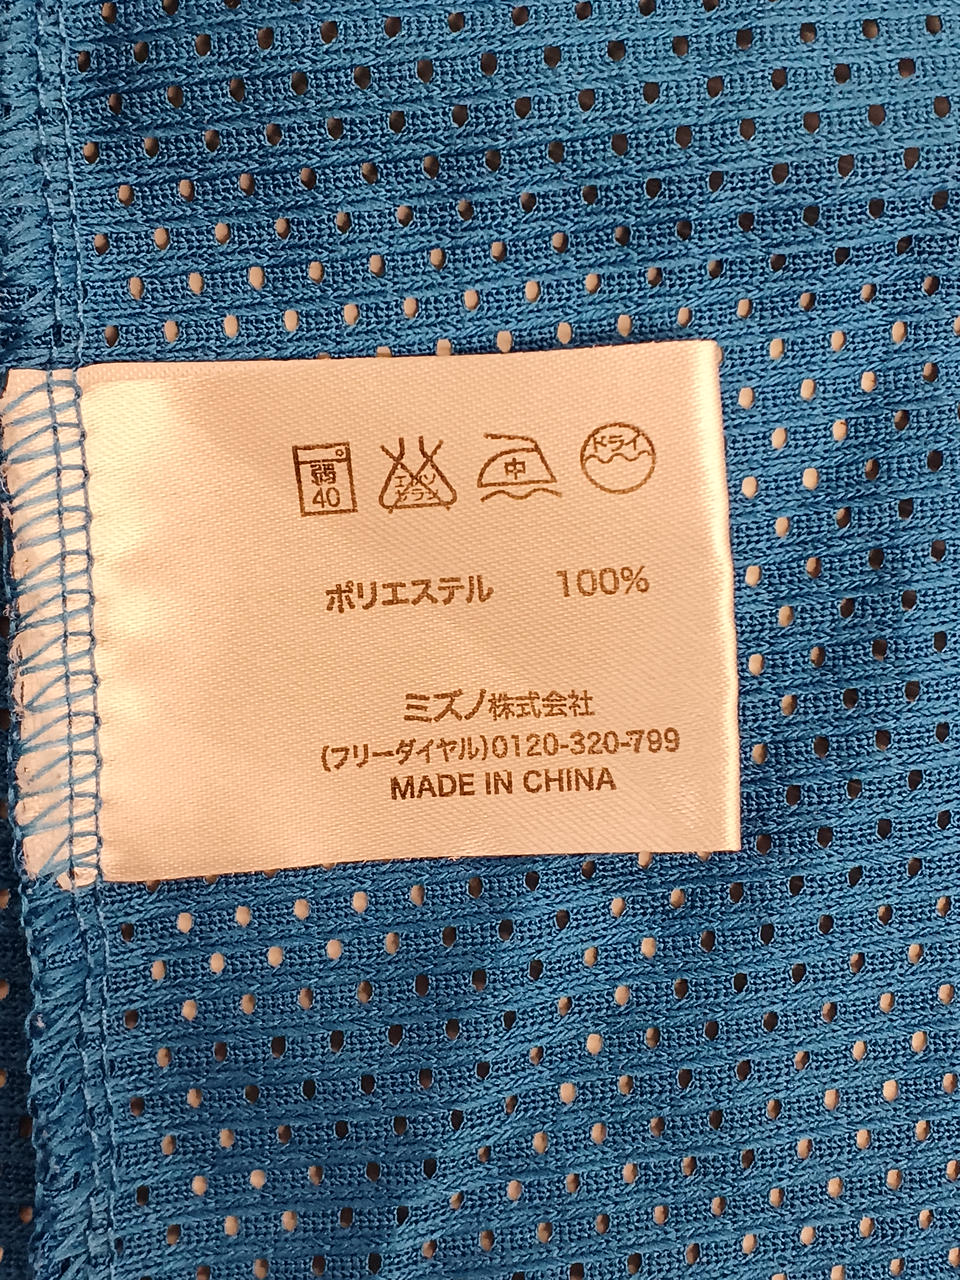 弱 エンソ 中 ドライ
40 セラシ
ポリエステル 100%
ミズノ株式会社
(フリーダイヤル)0120-320-799
MADE IN CHINA